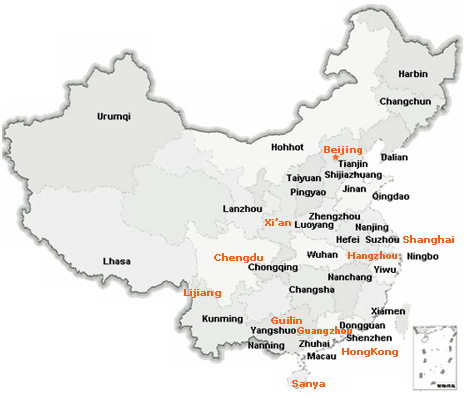 Harbin
Changchun
Urumqi
Hohhot
Beijing
Dalian
Tianjin
Shijiazhuang
Taiyuan
Pingyao
Jinan
Qingdao
Lanzhou
Xi'an
Zhengzhou
Luoyang
Nanjing
Hefei
Suzhou
Shanghai
Lhasa
Chengdu
Chongqing
Wuhan
Hangzhou
Ningbo
Yiwu
Nanchang
Changsha
Lijiang
Xiamen
Kunming
Guilin
Yangshuo
Guangzhou
Dongguan
Shenzhen
Nanning
Zhuhai
Macau
HongKong
Sanya